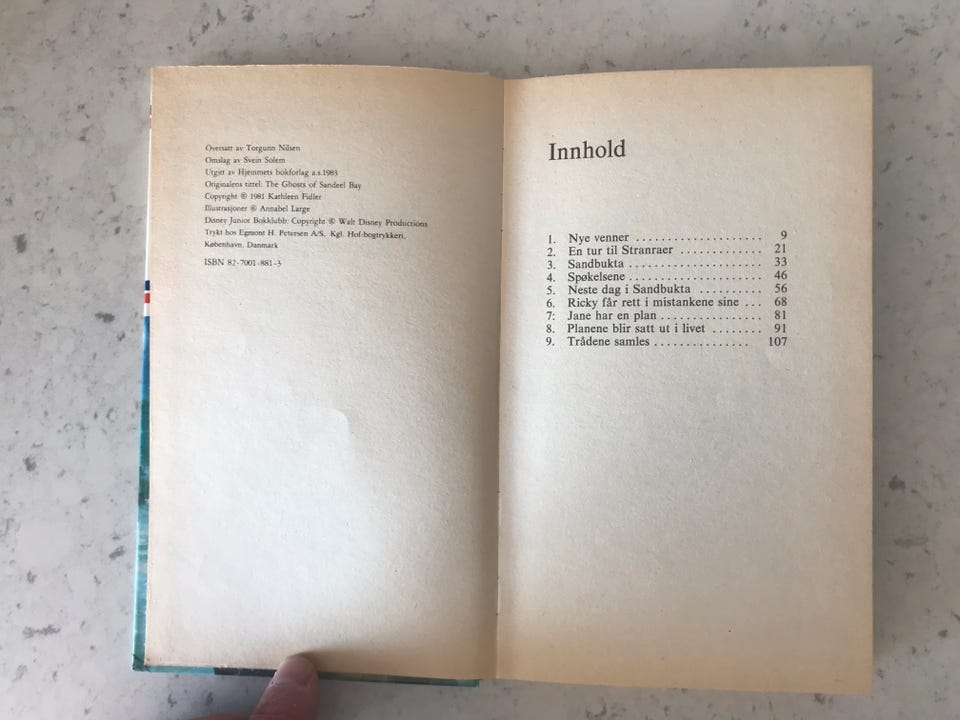 Oversatt av Torgunn Nilsen
Omslag av Svein Solem
Utgitt av Hjemmets bokforlag a.s.1983
Originalens tittel: The Ghosts of Sandeel Bay
Copyright © 1981 Kathleen Fidler
Illustrasjoner © Annabel Large
Disney Junior Bokklubb: Copyright © Walt Disney Productions
Trykt hos Egmont H. Petersen A/S, Kgl. Hof-bogtrykkeri,
København, Danmark
ISBN 82-7001-881-3
Innhold
1. Nye venner .................... 9
2. En tur til Stranraer ............. 21
3. Sandbukta ..................... 33
4. Spøkelsene ..................... 46
5. Neste dag i Sandbukta .......... 56
6. Ricky får rett i mistankene sine ... 68
7: Jane har en plan ................ 81
8. Planene blir satt ut i livet ........ 91
9. Trådene samles ............... 107